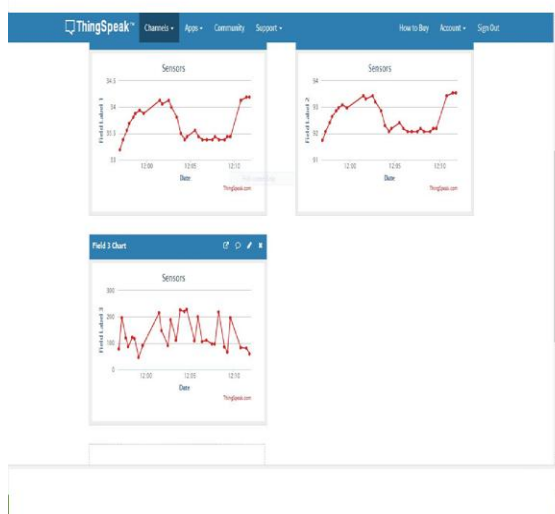 ThingSpeak™ Channels Apps Community Support How to Buy Account Sign Out
Sensors
Field Label 1
34.5
34
33.5
33
12:00 12:05 12:10
Date
ThingSpeak.com
Sensors
Field Label 2
94
93
92
91
12:00 12:05 12:10
Date
ThingSpeak.com
Field 3 Chart
Sensors
Field Label 3
300
200
100
0
12:00 12:05 12:10
Date
ThingSpeak.com